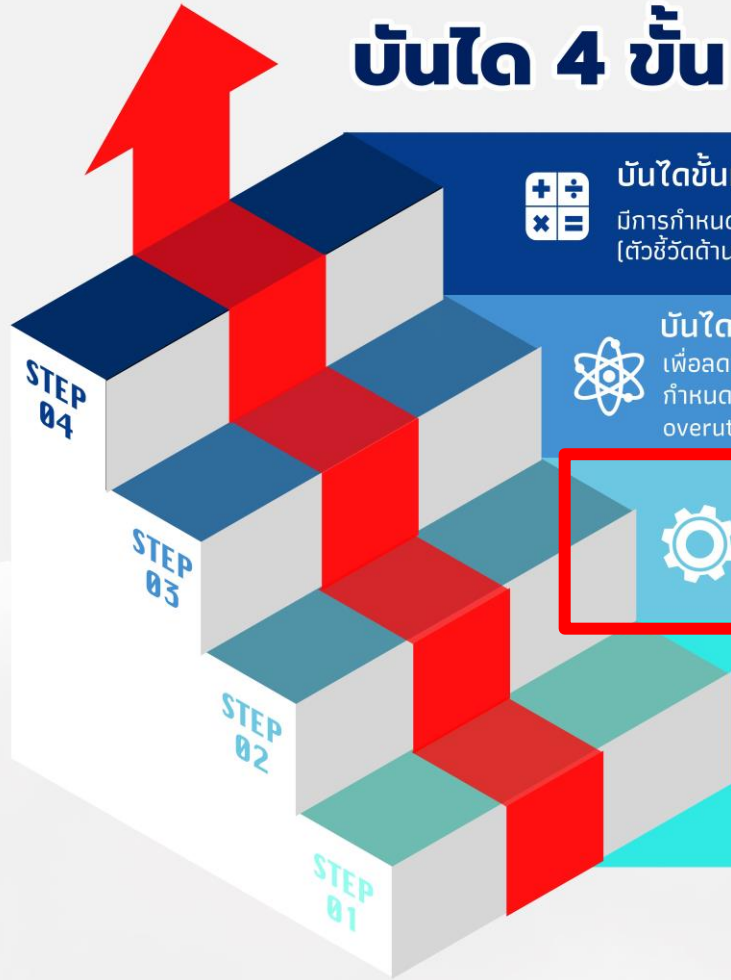 บันได 4 ขั้น
บันไดขั้น
มีการกำหนด
(ตัวชี้วัดด้าน
บันได
เพื่อลด
กำหนด
overut
STEP
04
STEP
03
STEP
02
STEP
01